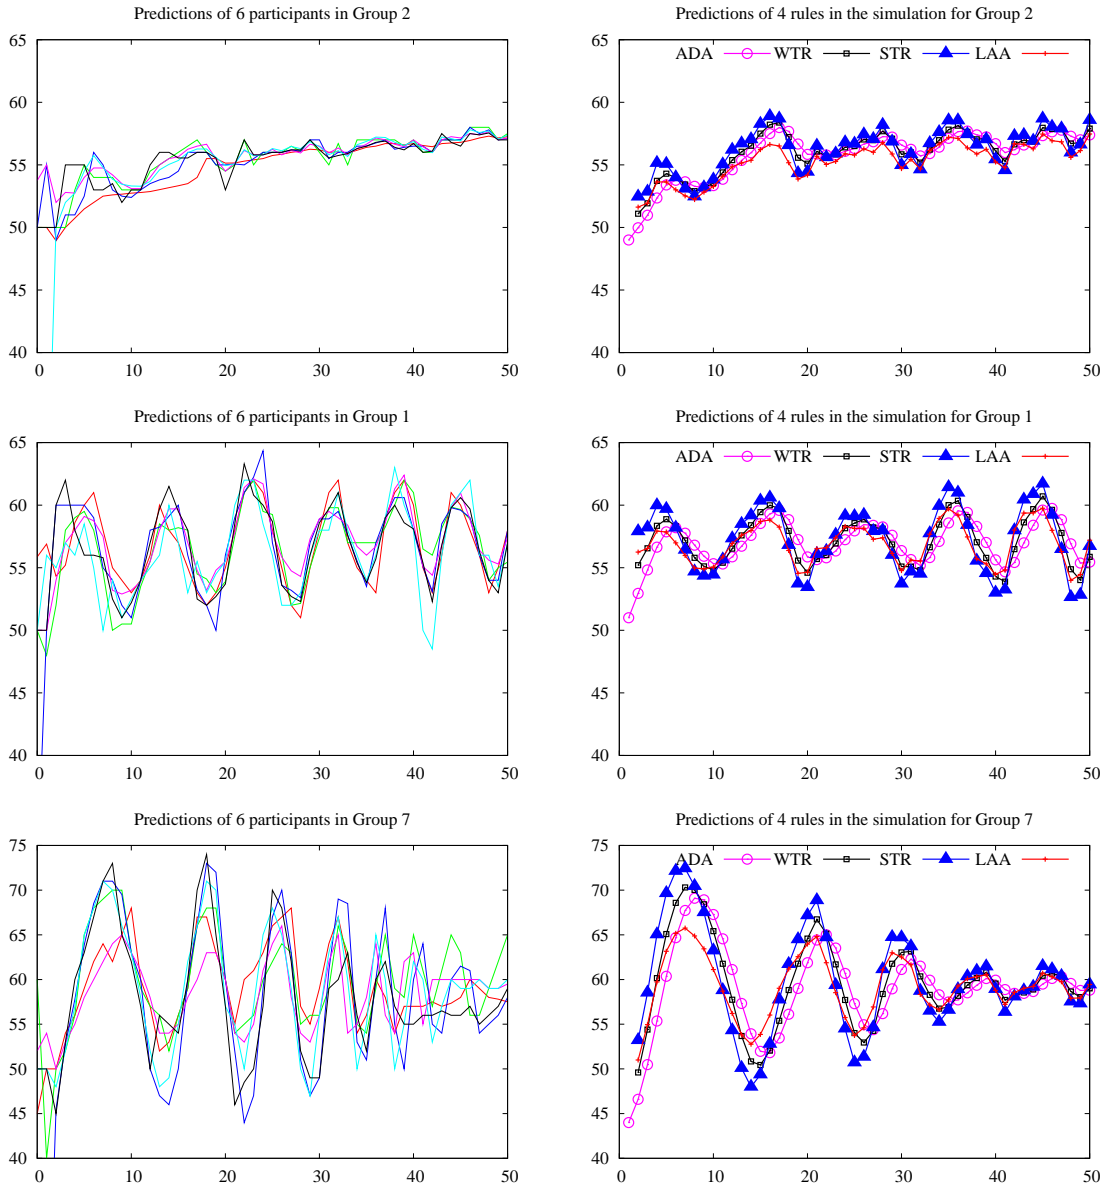 Predictions of 6 participants in Group 2
65
60
55
50
45
40
0 10 20 30 40 50
Predictions of 4 rules in the simulation for Group 2
ADA WTR STR LAA
65
60
55
50
45
40
0 10 20 30 40 50
Predictions of 6 participants in Group 1
65
60
55
50
45
40
0 10 20 30 40 50
Predictions of 4 rules in the simulation for Group 1
ADA WTR STR LAA
65
60
55
50
45
40
0 10 20 30 40 50
Predictions of 6 participants in Group 7
75
70
65
60
55
50
45
40
0 10 20 30 40 50
Predictions of 4 rules in the simulation for Group 7
ADA WTR STR LAA
75
70
65
60
55
50
45
40
0 10 20 30 40 50